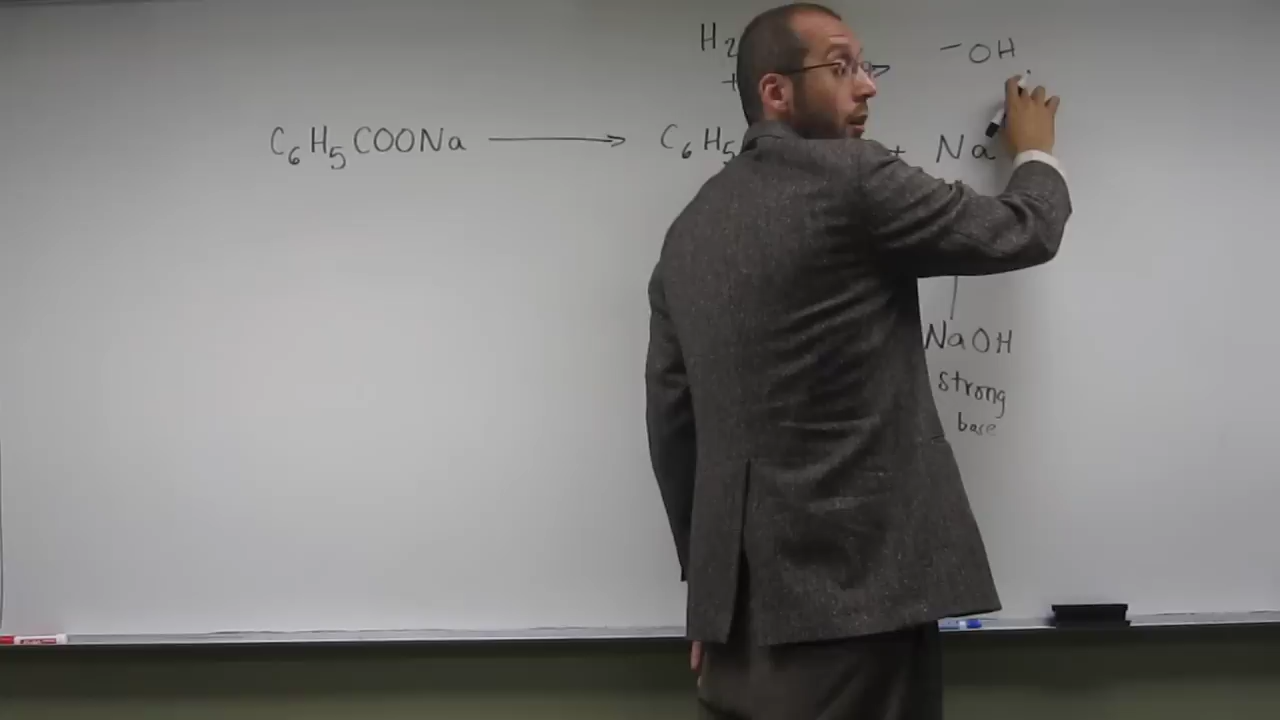 H2 > -OH
+
C6H5COONa → C6H5 + Na
NaOH
strong
base